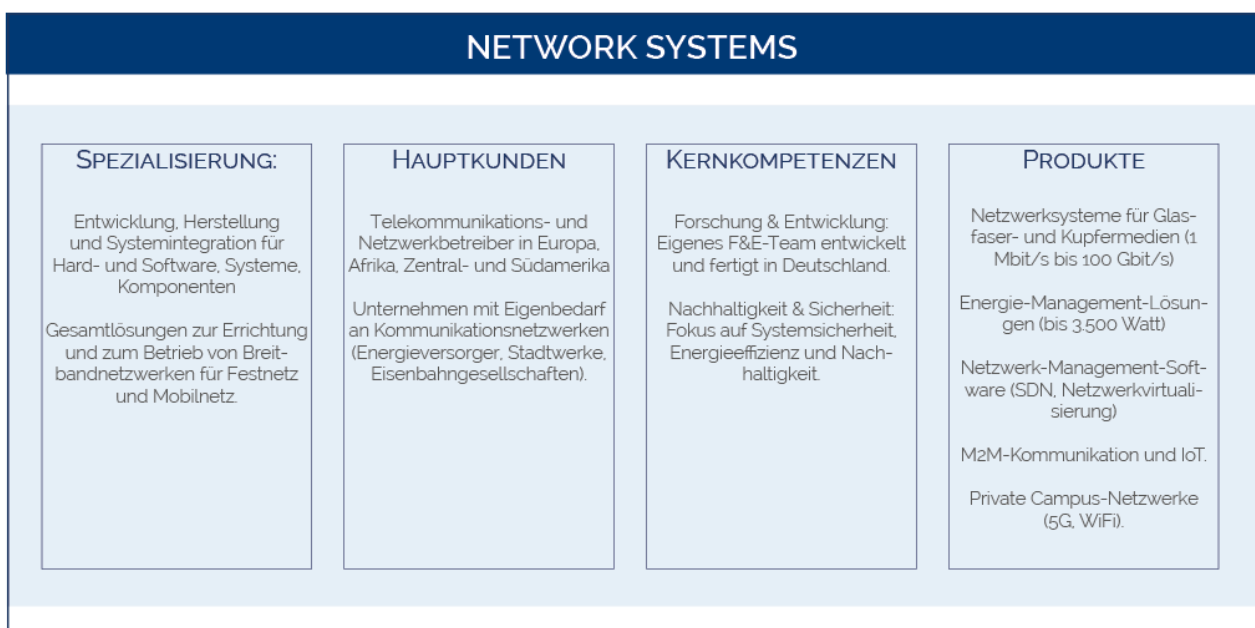 NETWORK SYSTEMS
SPEZIALISIERUNG:
Entwicklung, Herstellung
und Systemintegration für
Hard- und Software, Systeme,
Komponenten
Gesamtlösungen zur Errichtung
und zum Betrieb von Breit-
bandnetzwerken für Festnetz
und Mobilnetz.
HAUPTKUNDEN
Telekommunikations- und
Netzwerkbetreiber in Europa,
Afrika, Zentral- und Südamerika
Unternehmen mit Eigenbedarf
an Kommunikationsnetzwerken
(Energieversorger, Stadtwerke,
Eisenbahngesellschaften).
KERNKOMPETENZEN
Forschung & Entwicklung:
Eigenes F&E-Team entwickelt
und fertigt in Deutschland.
Nachhaltigkeit & Sicherheit:
Fokus auf Systemsicherheit,
Energieeffizienz und Nach-
haltigkeit.
PRODUKTE
Netzwerksysteme für Glas-
faser- und Kupfermedien (1
Mbit/s bis 100 Gbit/s)
Energie-Management-Lösun-
gen (bis 3.500 Watt)
Netzwerk-Management-Soft-
ware (SDN, Netzwerkvirtuali-
sierung)
M2M-Kommunikation und IoT.
Private Campus-Netzwerke
(5G, WiFi).